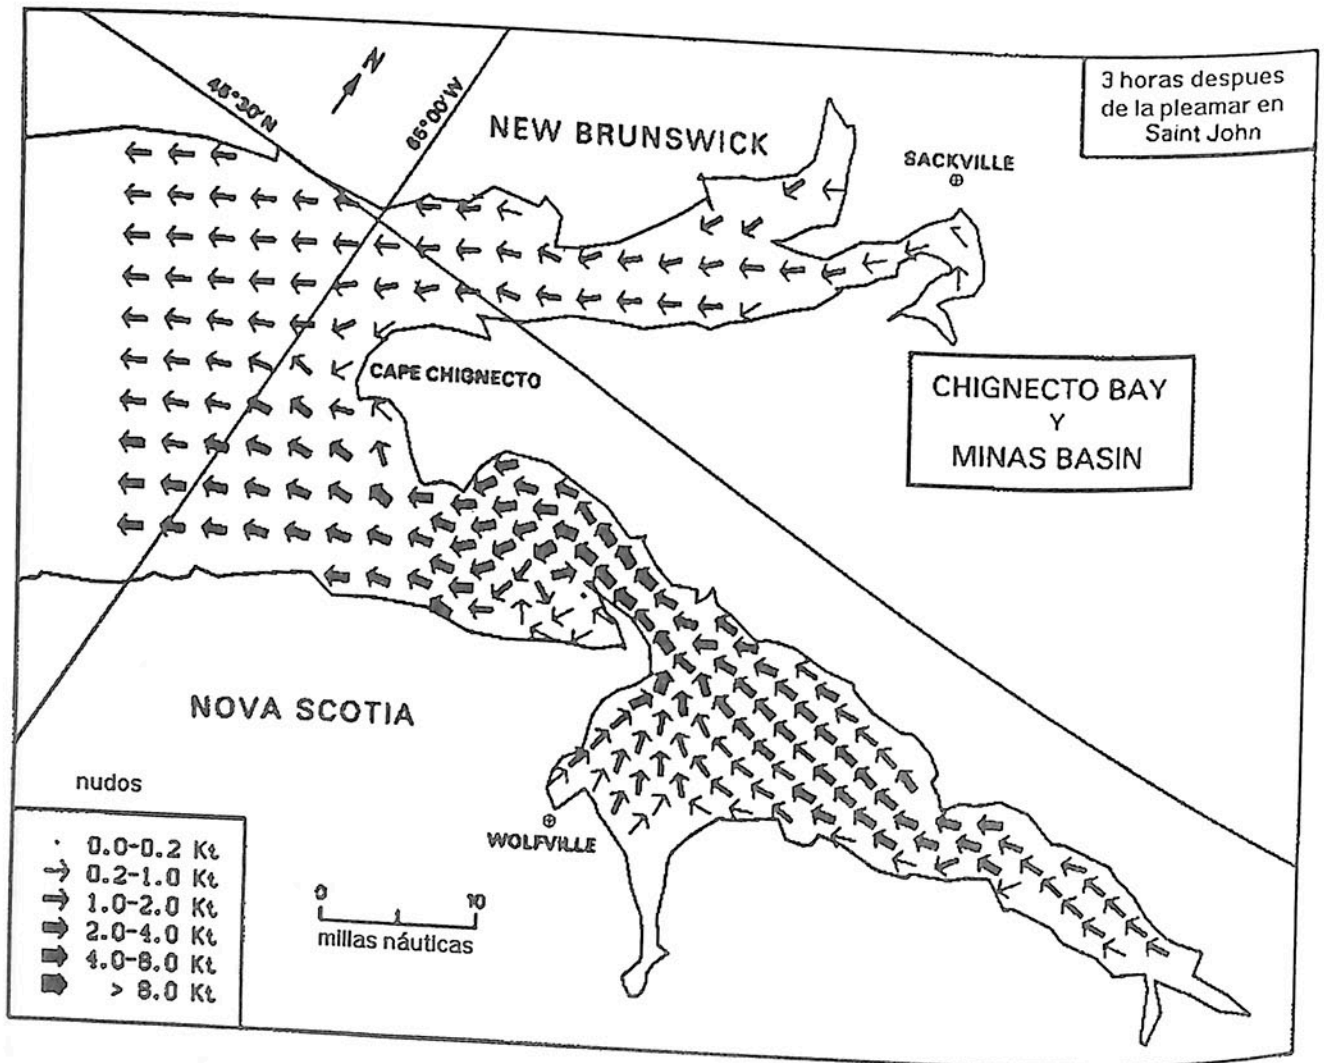 45°30'N
N
66°00'W
NEW BRUNSWICK
SACKVILLE
3 horas despues
de la pleamar en
Saint John
CAPE CHIGNECTO
CHIGNECTO BAY
Y
MINAS BASIN
NOVA SCOTIA
WOLFVILLE
nudos
0.0-0.2 Kt
0.2-1.0 Kt
1.0-2.0 Kt
2.0-4.0 Kt
4.0-8.0 Kt
> 8.0 Kt
0 10
millas náuticas